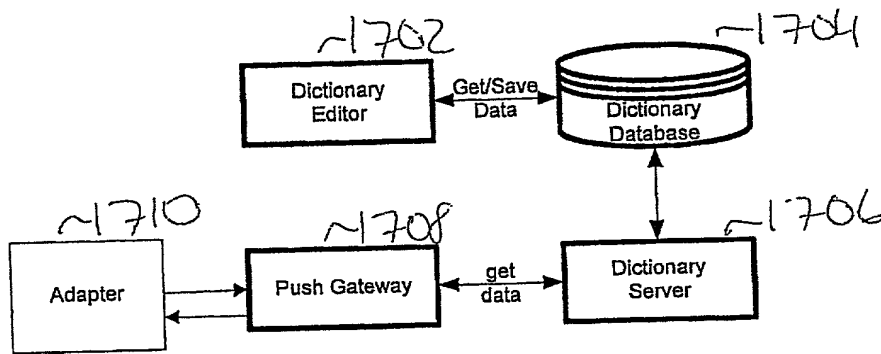 ~1702
~1704
Dictionary
Editor
Get/Save
Data
Dictionary
Database
~1710
~1708
~1706
Adapter
Push Gateway
get
data
Dictionary
Server